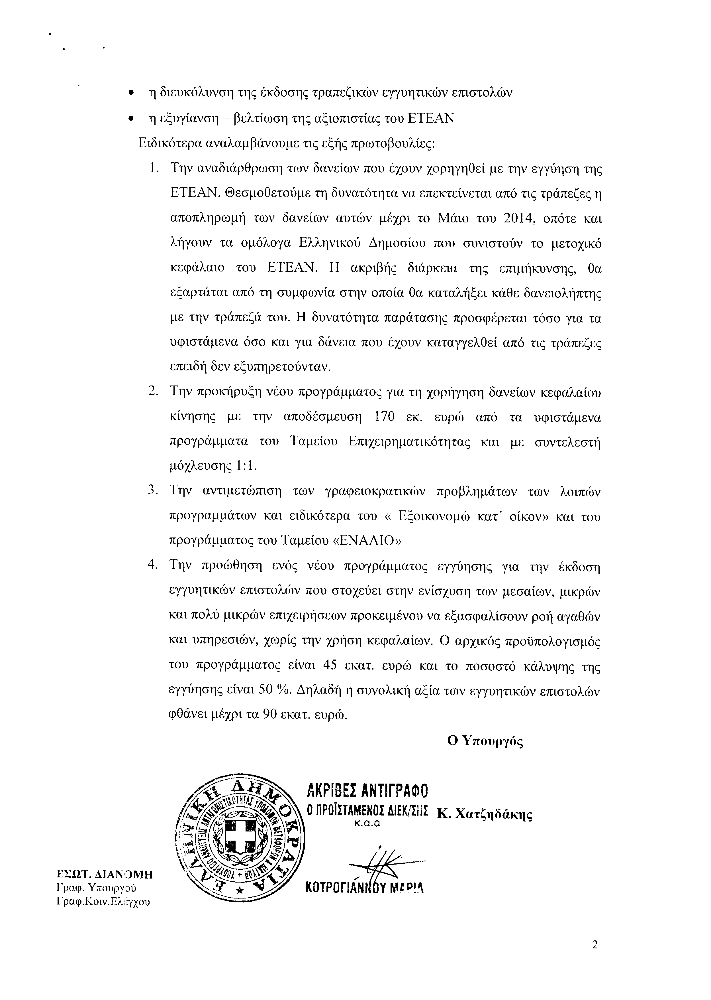 • η διευκόλυνση της έκδοσης τραπεζικών εγγυητικών επιστολών
• η εξυγίανση – βελτίωση της αξιοπιστίας του ΕΤΕΑΝ
Ειδικότερα αναλαμβάνουμε τις εξής πρωτοβουλίες:
1. Την αναδιάρθρωση των δανείων που έχουν χορηγηθεί με την εγγύηση της
ΕΤΕΑΝ. Θεσμοθετούμε τη δυνατότητα να επεκτείνεται από τις τράπεζες η
αποπληρωμή των δανείων αυτών μέχρι το Μάιο του 2014, οπότε και
λήγουν τα ομόλογα Ελληνικού Δημοσίου που συνιστούν το μετοχικό
κεφάλαιο του ΕΤΕΑΝ. Η ακριβής διάρκεια της επιμήκυνσης, θα
εξαρτάται από τη συμφωνία στην οποία θα καταλήξει κάθε δανειολήπτης
με την τράπεζά του. Η δυνατότητα παράτασης προσφέρεται τόσο για τα
υφιστάμενα όσο και για δάνεια που έχουν καταγγελθεί από τις τράπεζες
επειδή δεν εξυπηρετούνταν.
2. Την προκήρυξη νέου προγράμματος για τη χορήγηση δανείων κεφαλαίου
κίνησης με την αποδέσμευση 170 εκ. ευρώ από τα υφιστάμενα
προγράμματα του Ταμείου Επιχειρηματικότητας και με συντελεστή
μόχλευσης 1:1.
3. Την αντιμετώπιση των γραφειοκρατικών προβλημάτων των λοιπών
προγραμμάτων και ειδικότερα του « Εξοικονομώ κατ΄ οίκον» και του
προγράμματος του Ταμείου «ΕΝΑΛΙΟ»
4. Την προώθηση ενός νέου προγράμματος εγγύησης για την έκδοση
εγγυητικών επιστολών που στοχεύει στην ενίσχυση των μεσαίων, μικρών
και πολύ μικρών επιχειρήσεων προκειμένου να εξασφαλίσουν ροή αγαθών
και υπηρεσιών, χωρίς την χρήση κεφαλαίων. Ο αρχικός προϋπολογισμός
του προγράμματος είναι 45 εκατ. ευρώ και το ποσοστό κάλυψης της
εγγύησης είναι 50 %. Δηλαδή η συνολική αξία των εγγυητικών επιστολών
φθάνει μέχρι τα 90 εκατ. ευρώ.
Ο Υπουργός
ΕΛΛΗΝΙΚΗ ΔΗΜΟΚΡΑΤΙΑ
ΑΚΡΙΒΕΣ ΑΝΤΙΓΡΑΦΟ
Ο ΠΡΟΪΣΤΑΜΕΝΟΣ ΔΙΕΚ/ΣΗΣ
κ.α.α
Κ. Χατζηδάκης
ΚΟΤΡΟΓΙΑΝΝΟΥ ΜΑΡΙΑ
ΕΣΩΤ. ΔΙΑΝΟΜΗ
Γραφ. Υπουργού
Γραφ.Κοιν.Ελέγχου
2